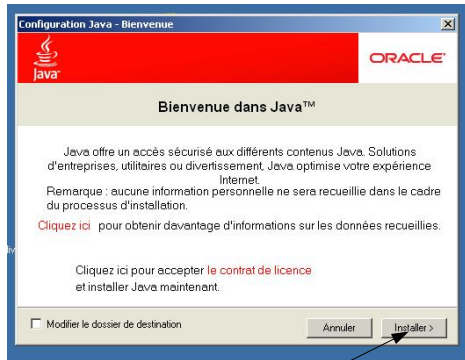 Configuration Java - Bienvenue
Java
ORACLE
Bienvenue dans Java™
Java offre un accès sécurisé aux différents contenus Java. Solutions
d'entreprises, utilitaires ou divertissement, Java optimise votre expérience
Internet.
Remarque : aucune information personnelle ne sera recueillie dans le cadre
du processus d'installation.
Cliquez ici pour obtenir davantage d'informations sur les données recueillies.
Cliquez ici pour accepter le contrat de licence
et installer Java maintenant.
Modifier le dossier de destination
Annuler
Installer >